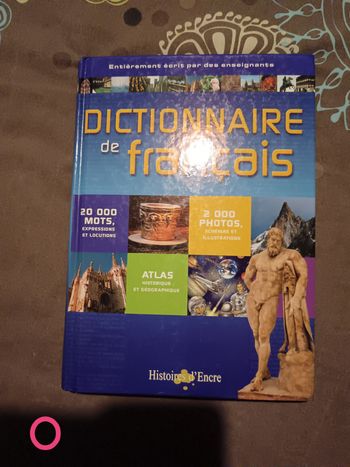 Entièrement écrit par des enseignants
DICTIONNAIRE
de français
20 000
MOTS,
EXPRESSIONS
ET LOCUTIONS
2 000
PHOTOS,
SCHÉMAS ET
ILLUSTRATIONS
ATLAS
HISTORIQUE
ET GÉOGRAPHIQUE
Histoires d'Encre